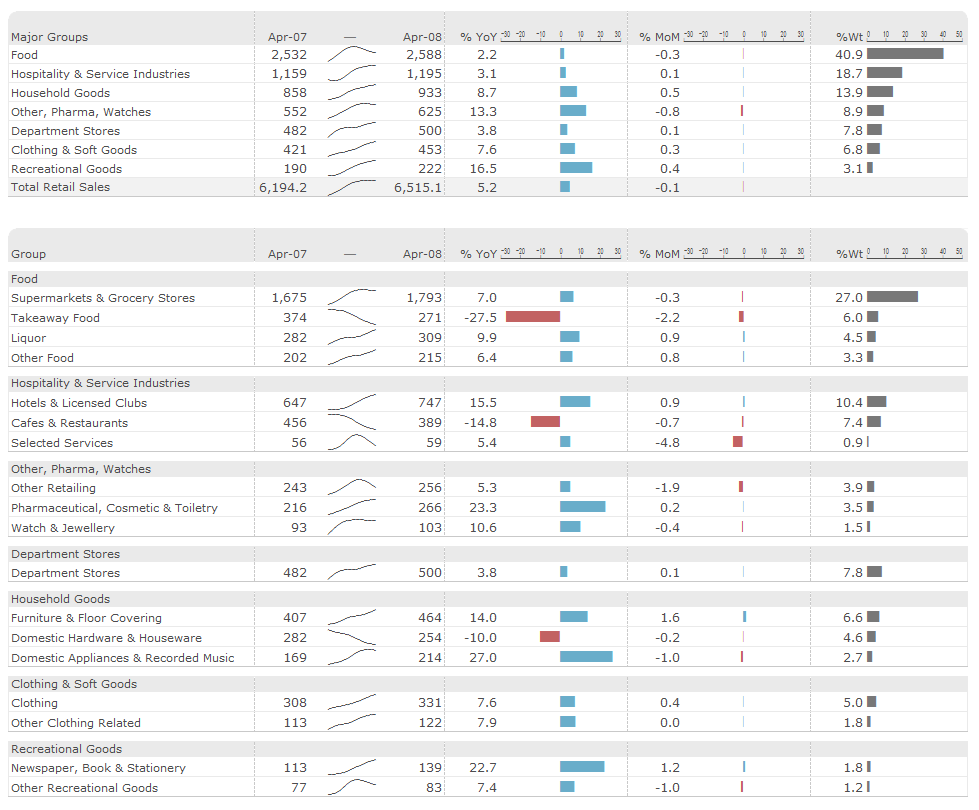 Major Groups Apr-07 — Apr-08 % YoY -30 -20 -10 0 10 20 30 % MoM -30 -20 -10 0 10 20 30 %Wt 0 10 20 30 40 50
Food 2,532 2,588 2.2 -0.3 40.9
Hospitality & Service Industries 1,159 1,195 3.1 0.1 18.7
Household Goods 858 933 8.7 0.5 13.9
Other, Pharma, Watches 552 625 13.3 -0.8 8.9
Department Stores 482 500 3.8 0.1 7.8
Clothing & Soft Goods 421 453 7.6 0.3 6.8
Recreational Goods 190 222 16.5 0.4 3.1
Total Retail Sales 6,194.2 6,515.1 5.2 -0.1
Group Apr-07 — Apr-08 % YoY -30 -20 -10 0 10 20 30 % MoM -30 -20 -10 0 10 20 30 %Wt 0 10 20 30 40 50
Food
Supermarkets & Grocery Stores 1,675 1,793 7.0 -0.3 27.0
Takeaway Food 374 271 -27.5 -2.2 6.0
Liquor 282 309 9.9 0.9 4.5
Other Food 202 215 6.4 0.8 3.3
Hospitality & Service Industries
Hotels & Licensed Clubs 647 747 15.5 0.9 10.4
Cafes & Restaurants 456 389 -14.8 -0.7 7.4
Selected Services 56 59 5.4 -4.8 0.9
Other, Pharma, Watches
Other Retailing 243 256 5.3 -1.9 3.9
Pharmaceutical, Cosmetic & Toiletry 216 266 23.3 0.2 3.5
Watch & Jewellery 93 103 10.6 -0.4 1.5
Department Stores
Department Stores 482 500 3.8 0.1 7.8
Household Goods
Furniture & Floor Covering 407 464 14.0 1.6 6.6
Domestic Hardware & Houseware 282 254 -10.0 -0.2 4.6
Domestic Appliances & Recorded Music 169 214 27.0 -1.0 2.7
Clothing & Soft Goods
Clothing 308 331 7.6 0.4 5.0
Other Clothing Related 113 122 7.9 0.0 1.8
Recreational Goods
Newspaper, Book & Stationery 113 139 22.7 1.2 1.8
Other Recreational Goods 77 83 7.4 -1.0 1.2